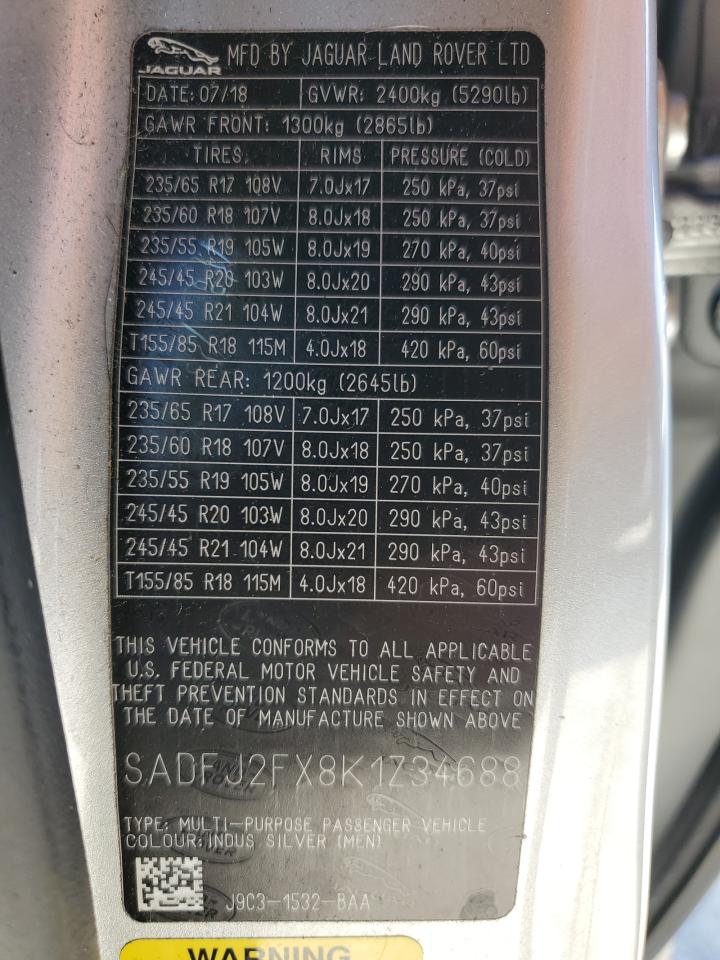 JAGUAR MFD BY JAGUAR LAND ROVER LTD
DATE: 07/18 GVWR: 2400kg (5290lb)
GAWR FRONT: 1300kg (2865lb)
TIRES RIMS PRESSURE (COLD)
235/65 R17 108V 7.0Jx17 250 kPa, 37psi
235/60 R18 107V 8.0Jx18 250 kPa, 37psi
235/55 R19 105W 8.0Jx19 270 kPa, 40psi
245/45 R20 103W 8.0Jx20 290 kPa, 43psi
245/45 R21 104W 8.0Jx21 290 kPa, 43psi
T155/85 R18 115M 4.0Jx18 420 kPa, 60psi
GAWR REAR: 1200kg (2645lb)
235/65 R17 108V 7.0Jx17 250 kPa, 37psi
235/60 R18 107V 8.0Jx18 250 kPa, 37psi
235/55 R19 105W 8.0Jx19 270 kPa, 40psi
245/45 R20 103W 8.0Jx20 290 kPa, 43psi
245/45 R21 104W 8.0Jx21 290 kPa, 43psi
T155/85 R18 115M 4.0Jx18 420 kPa, 60psi
THIS VEHICLE CONFORMS TO ALL APPLICABLE
U.S. FEDERAL MOTOR VEHICLE SAFETY AND
THEFT PREVENTION STANDARDS IN EFFECT ON
THE DATE OF MANUFACTURE SHOWN ABOVE
SADFJ2FX8K1Z34688
TYPE: MULTI-PURPOSE PASSENGER VEHICLE
COLOUR:INDUS SILVER (MEN)
J9C3-1532-BAA
WARNING